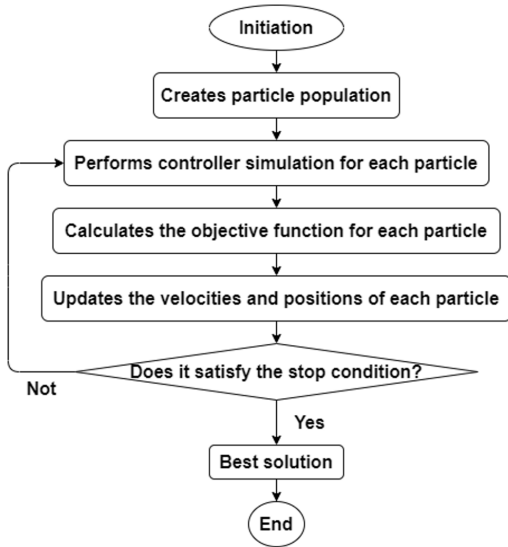 Initiation
Creates particle population
Performs controller simulation for each particle
Calculates the objective function for each particle
Updates the velocities and positions of each particle
Does it satisfy the stop condition?
Not
Yes
Best solution
End